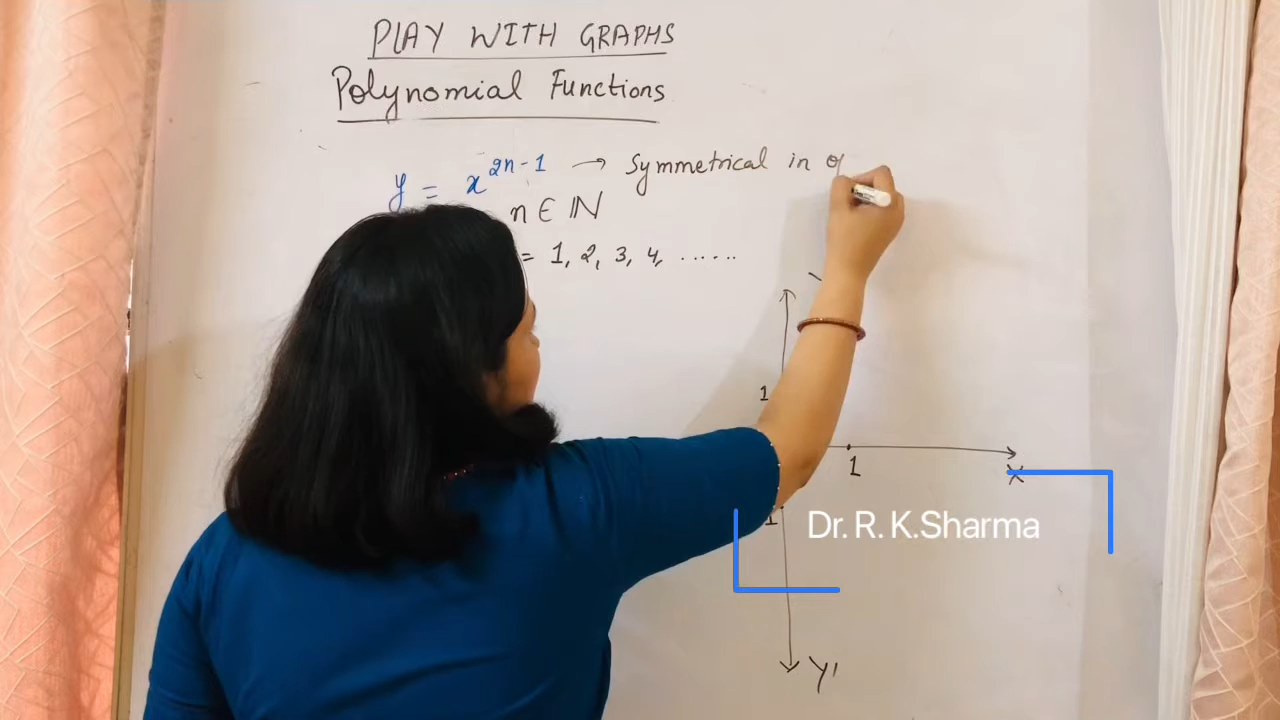 PLAY WITH GRAPHS
Polynomial Functions
y = x^{2n-1} → Symmetrical in
n ∈ ℕ
= 1, 2, 3, 4, ......
1
1
X
1
Dr. R. K.Sharma
Y'